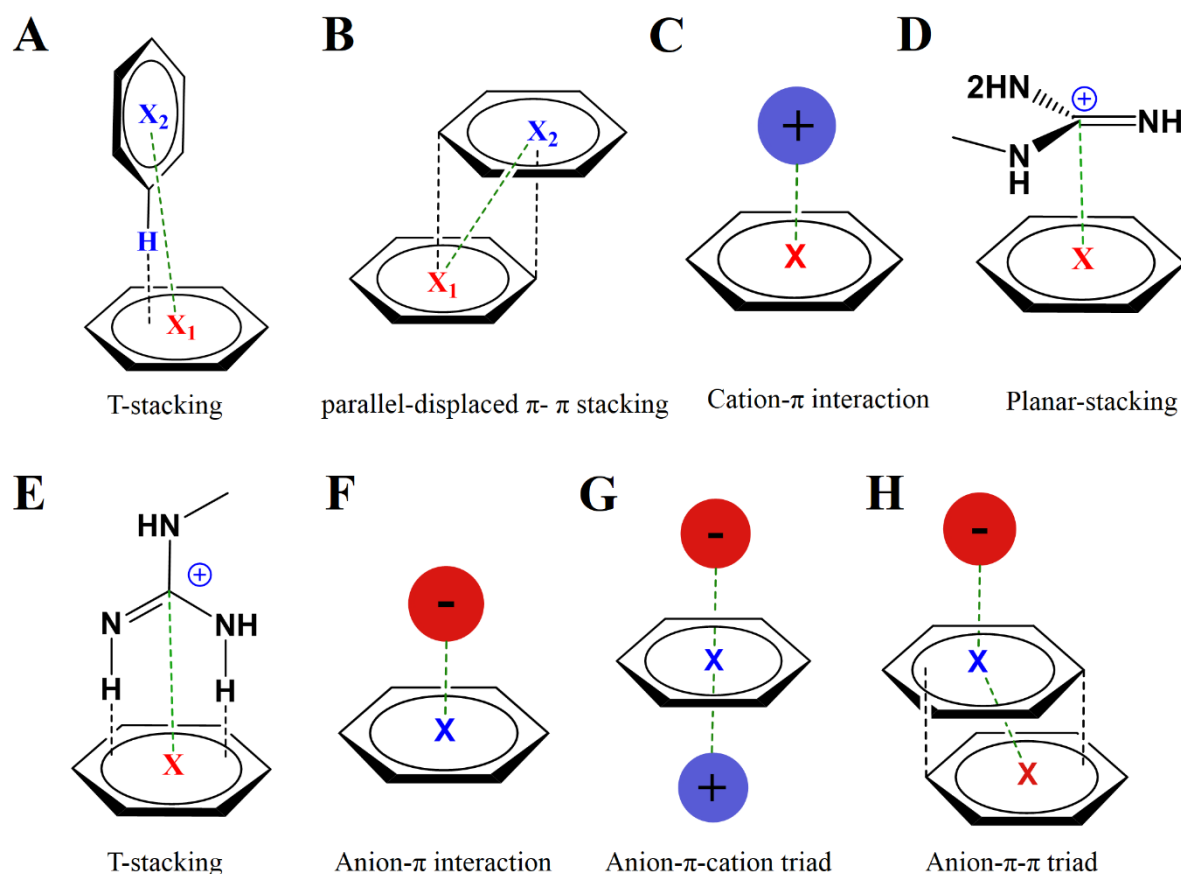 A
B
C
D
X₂
H
X₁
X₂
X₁
+
X
2HN
+
NH
N
H
X
T-stacking
parallel-displaced π- π stacking
Cation-π interaction
Planar-stacking
E
F
G
H
HN
+
N
NH
H
H
X
-
X
-
X
+
-
X
X
T-stacking
Anion-π interaction
Anion-π-cation triad
Anion-π-π triad